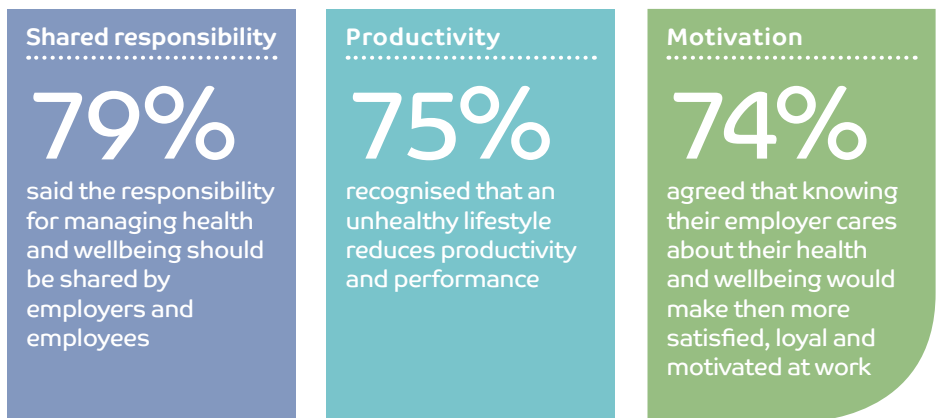 Shared responsibility
79%
said the responsibility
for managing health
and wellbeing should
be shared by
employers and
employees
Productivity
75%
recognised that an
unhealthy lifestyle
reduces productivity
and performance
Motivation
74%
agreed that knowing
their employer cares
about their health
and wellbeing would
make then more
satisfied, loyal and
motivated at work